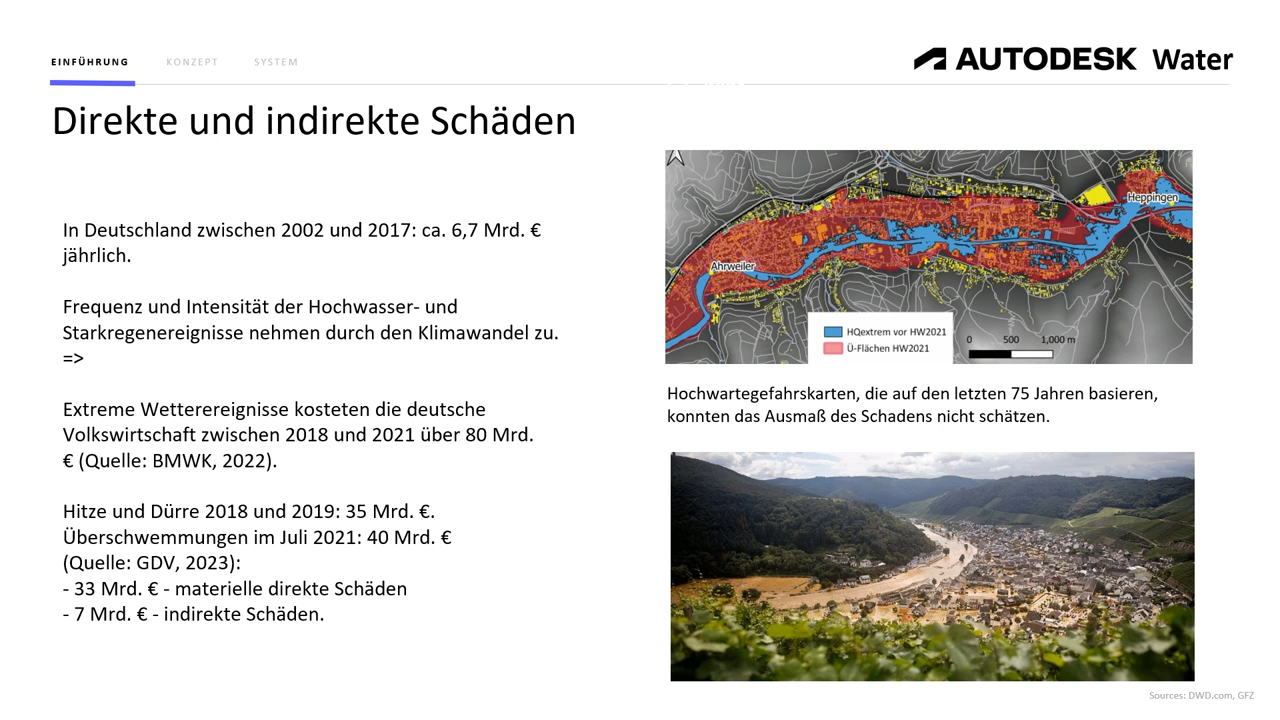 EINFÜHRUNG KONZEPT SYSTEM
AUTODESK Water
Direkte und indirekte Schäden
In Deutschland zwischen 2002 und 2017: ca. 6,7 Mrd. €
jährlich.
Frequenz und Intensität der Hochwasser- und
Starkregenereignisse nehmen durch den Klimawandel zu.
=>
Extreme Wetterereignisse kosteten die deutsche
Volkswirtschaft zwischen 2018 und 2021 über 80 Mrd.
€ (Quelle: BMWK, 2022).
Hitze und Dürre 2018 und 2019: 35 Mrd. €.
Überschwemmungen im Juli 2021: 40 Mrd. €
(Quelle: GDV, 2023):
- 33 Mrd. € - materielle direkte Schäden
- 7 Mrd. € - indirekte Schäden.
Heppingen
Ahrweiler
HQextrem vor HW2021
Ü-Flächen HW2021
0 500 1,000 m
Hochwartegefahrskarten, die auf den letzten 75 Jahren basieren,
konnten das Ausmaß des Schadens nicht schätzen.
Sources: DWD.com, GFZ